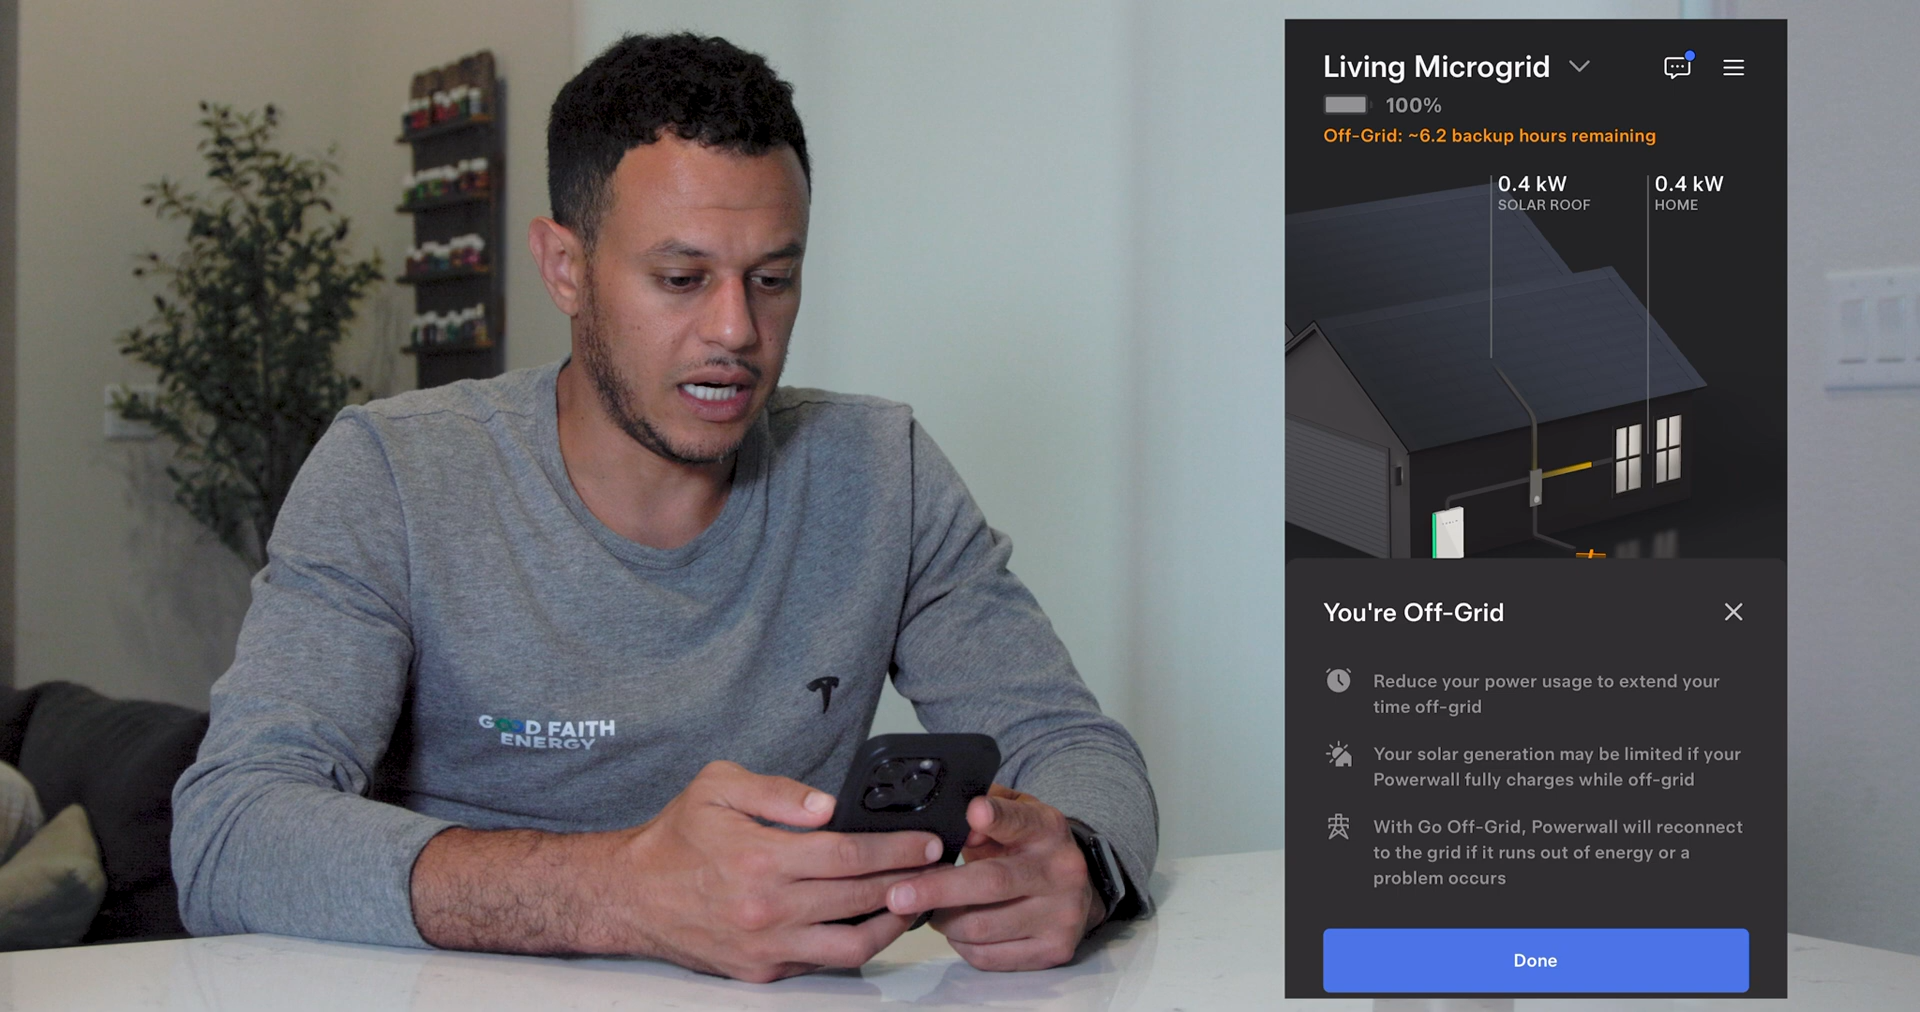 Living Microgrid
100%
Off-Grid: ~6.2 backup hours remaining
0.4 kW
SOLAR ROOF
0.4 kW
HOME
You're Off-Grid
Reduce your power usage to extend your
time off-grid
Your solar generation may be limited if your
Powerwall fully charges while off-grid
With Go Off-Grid, Powerwall will reconnect
to the grid if it runs out of energy or a
problem occurs
Done
GOOD FAITH
ENERGY